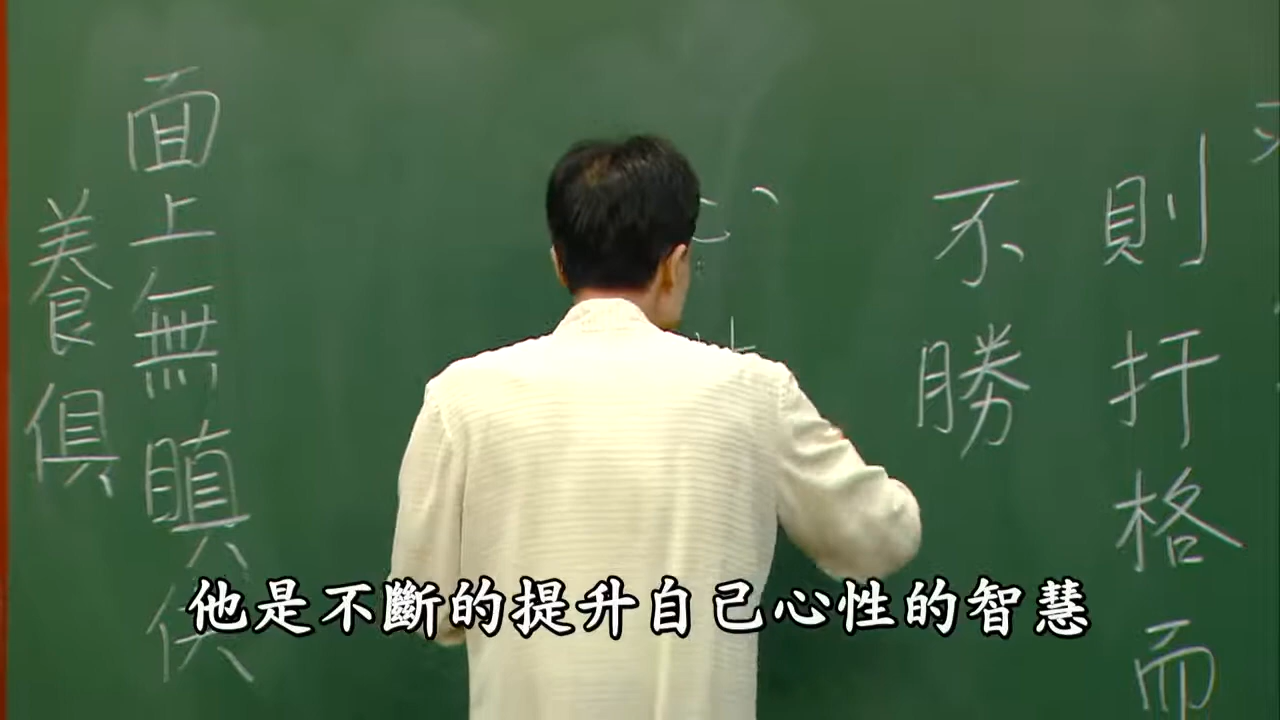 則扞格而
不勝
心
面上無瞋供
養俱
他是不斷的提升自己心性的智慧